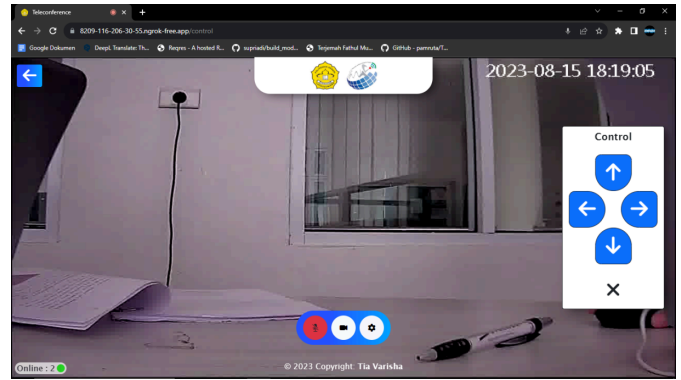 Teleconference
8209-116-206-30-55.ngrok-free.app/control
Google Dokumen DeepL Translate: Th... Reqres - A hosted R... supriadi/build_mod... Terjemah Fathul Mu... GitHub - pamruta/T...
2023-08-15 18:19:05
Control
Online : 2
© 2023 Copyright: Tia Varisha